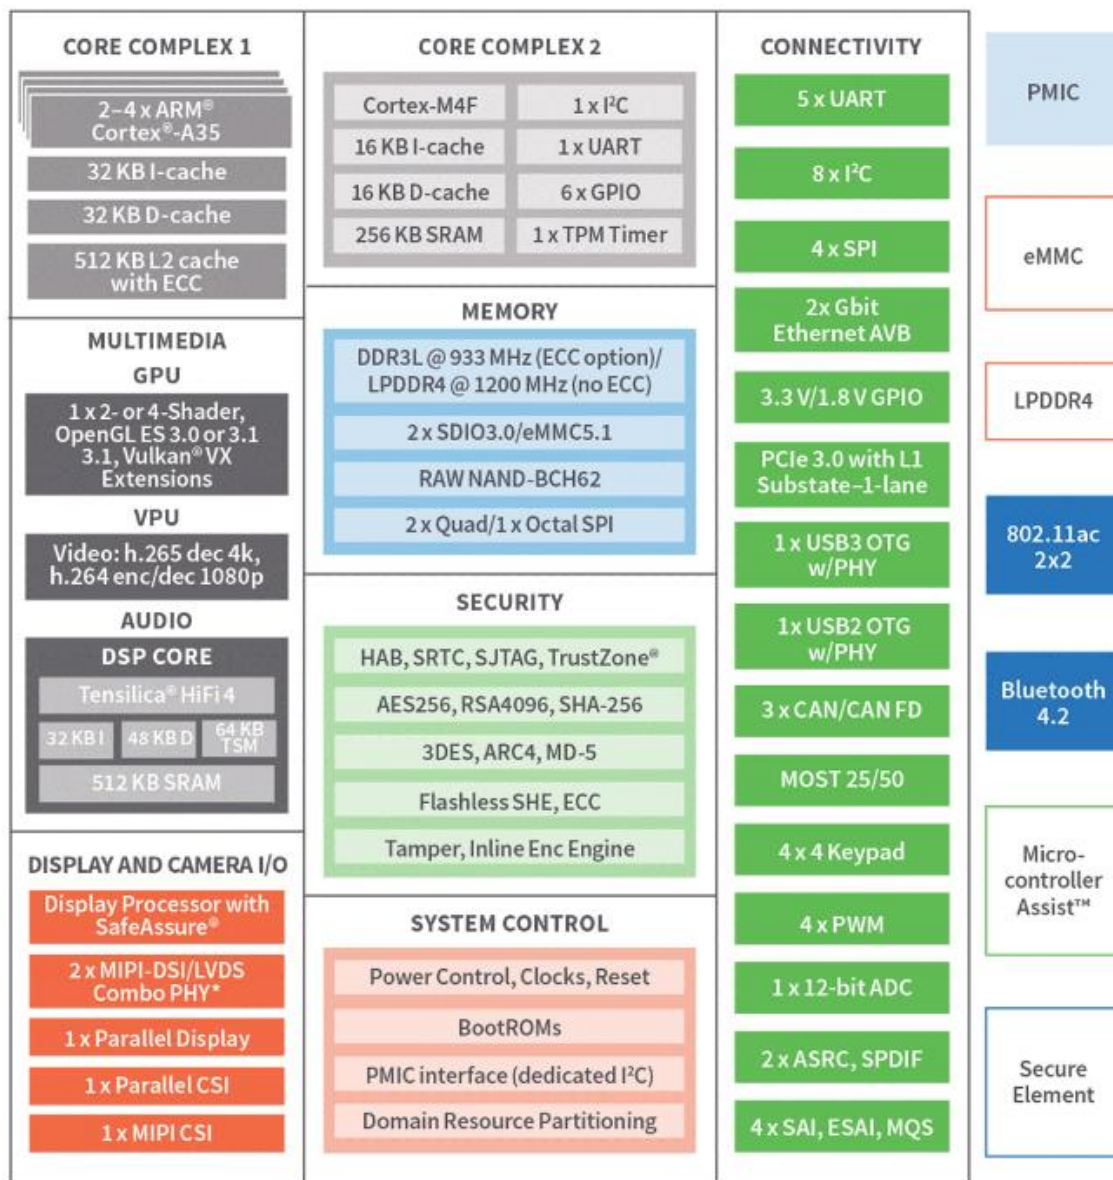 CORE COMPLEX 1
2–4 x ARM®
Cortex®-A35
32 KB I-cache
32 KB D-cache
512 KB L2 cache
with ECC
MULTIMEDIA
GPU
1 x 2- or 4-Shader,
OpenGL ES 3.0 or 3.1
3.1, Vulkan® VX
Extensions
VPU
Video: h.265 dec 4k,
h.264 enc/dec 1080p
AUDIO
DSP CORE
Tensilica® HiFi 4
32 KB I
48 KB D
64 KB
TSM
512 KB SRAM
DISPLAY AND CAMERA I/O
Display Processor with
SafeAssure®
2 x MIPI-DSI/LVDS
Combo PHY*
1 x Parallel Display
1 x Parallel CSI
1 x MIPI CSI
CORE COMPLEX 2
Cortex-M4F
1 x I²C
16 KB I-cache
1 x UART
16 KB D-cache
6 x GPIO
256 KB SRAM
1 x TPM Timer
MEMORY
DDR3L @ 933 MHz (ECC option)/
LPDDR4 @ 1200 MHz (no ECC)
2 x SDIO3.0/eMMC5.1
RAW NAND-BCH62
2 x Quad/1 x Octal SPI
SECURITY
HAB, SRTC, SJTAG, TrustZone®
AES256, RSA4096, SHA-256
3DES, ARC4, MD-5
Flashless SHE, ECC
Tamper, Inline Enc Engine
SYSTEM CONTROL
Power Control, Clocks, Reset
BootROMs
PMIC interface (dedicated I²C)
Domain Resource Partitioning
CONNECTIVITY
5 x UART
8 x I²C
4 x SPI
2x Gbit
Ethernet AVB
3.3 V/1.8 V GPIO
PCIe 3.0 with L1
Substate–1-lane
1 x USB3 OTG
w/PHY
1 x USB2 OTG
w/PHY
3 x CAN/CAN FD
MOST 25/50
4 x 4 Keypad
4 x PWM
1 x 12-bit ADC
2 x ASRC, SPDIF
4 x SAI, ESAI, MQS
PMIC
eMMC
LPDDR4
802.11ac
2x2
Bluetooth
4.2
Micro-
controller
Assist™
Secure
Element